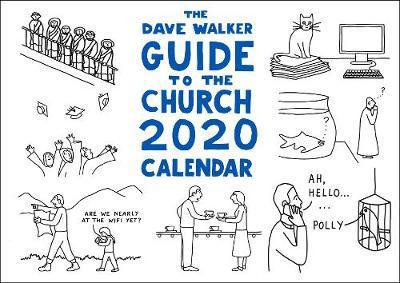 THE
DAVE WALKER
GUIDE
TO THE
CHURCH
2020
CALENDAR
ARE WE NEARLY
AT THE WIFI YET?
AH,
HELLO...
...
POLLY
?